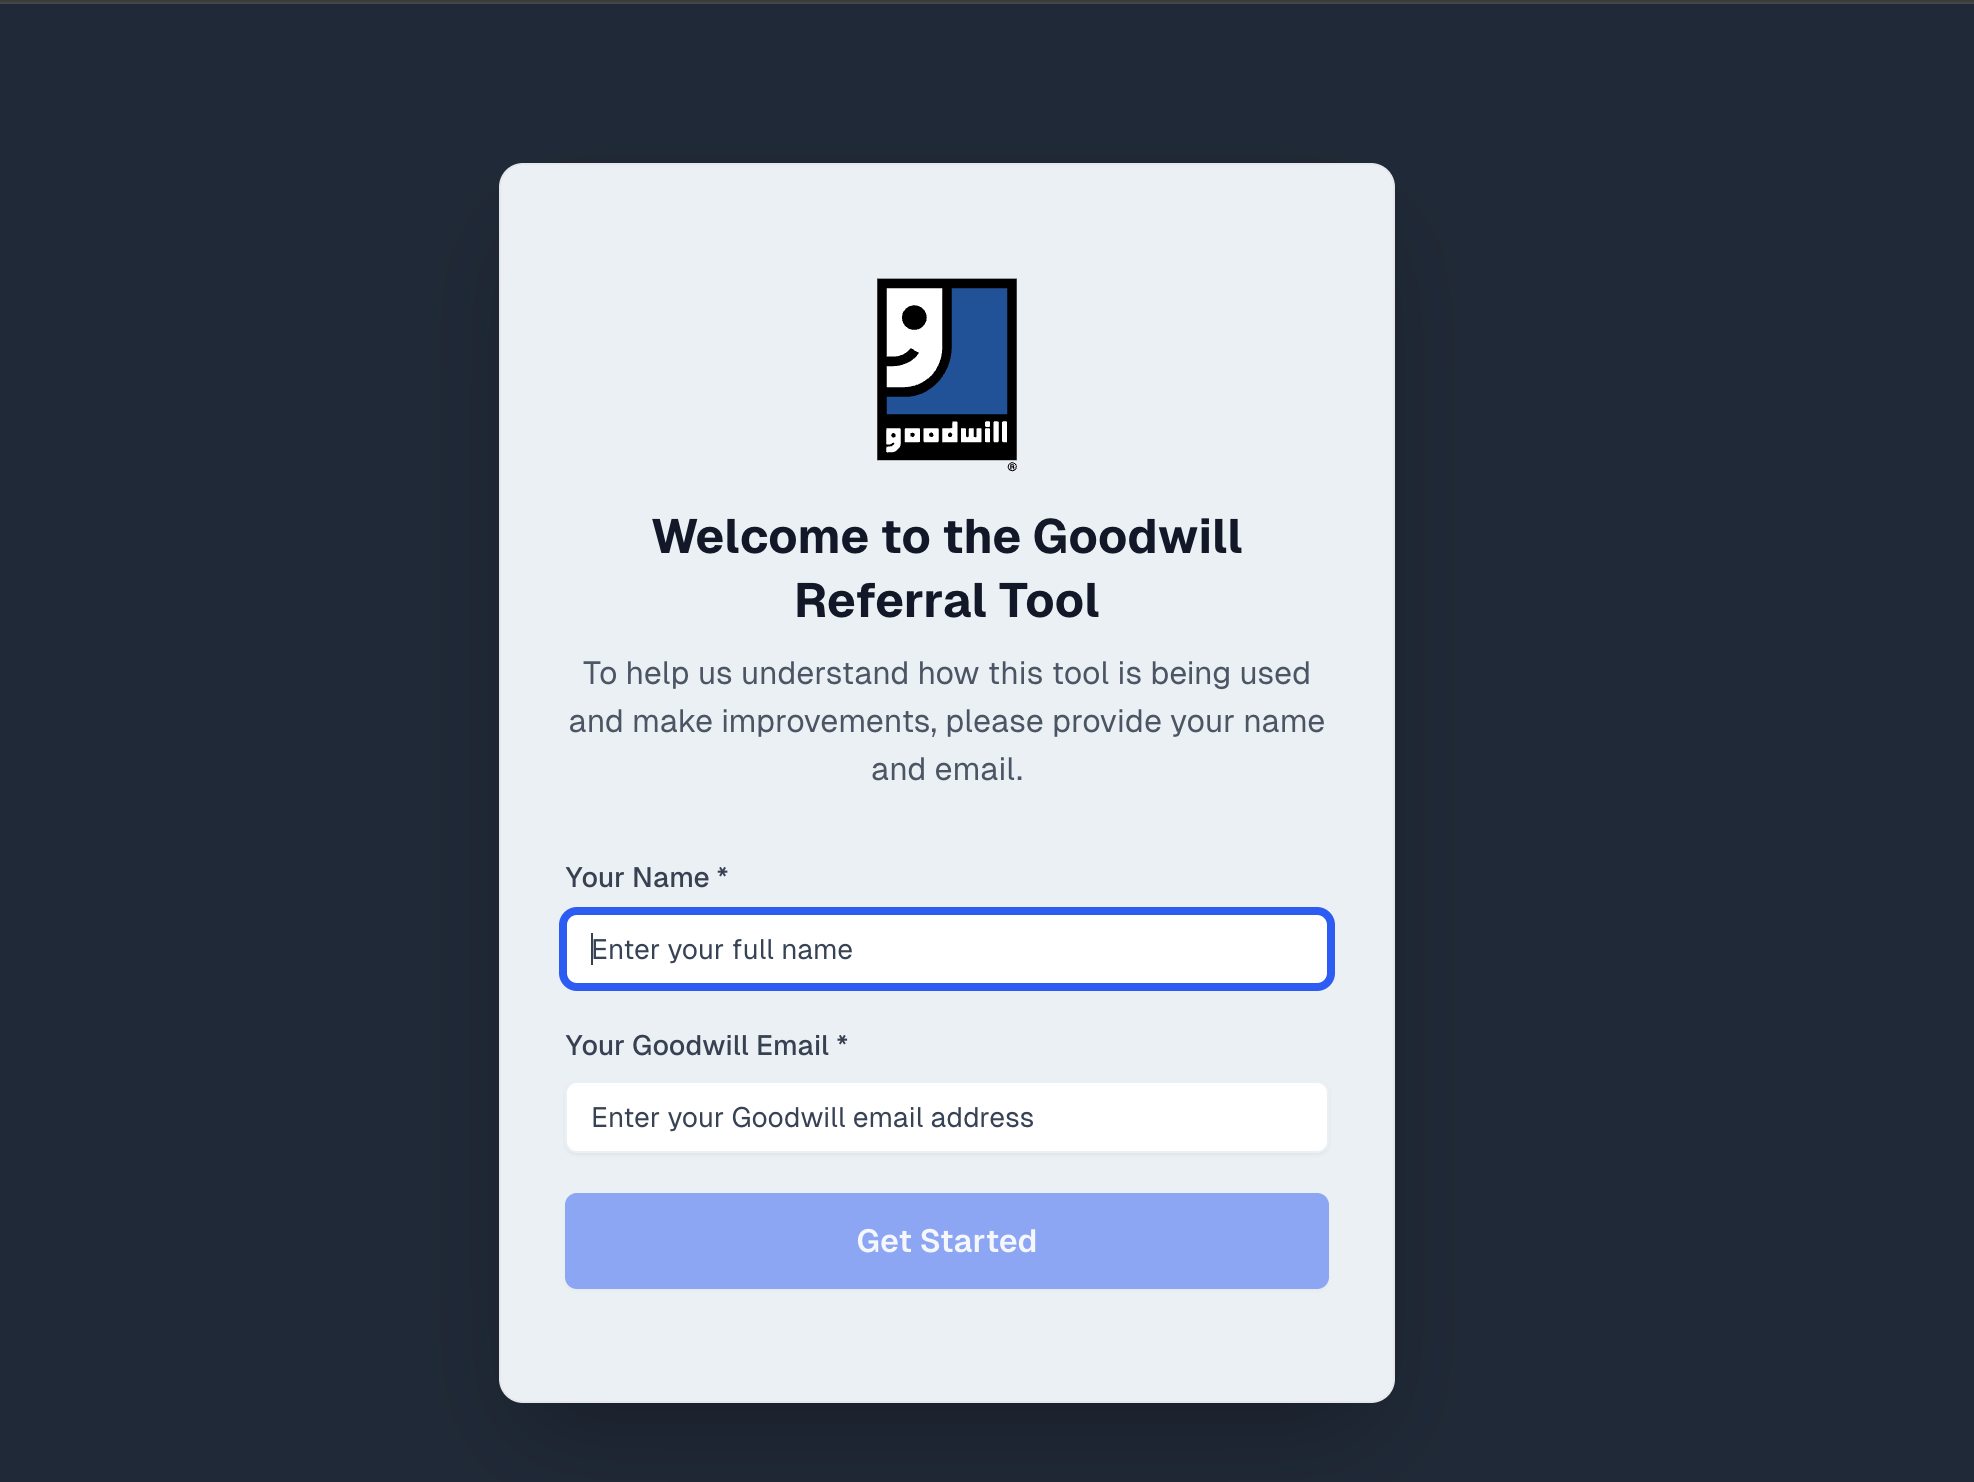 goodwill
®
Welcome to the Goodwill
Referral Tool
To help us understand how this tool is being used
and make improvements, please provide your name
and email.
Your Name *
Enter your full name
Your Goodwill Email *
Enter your Goodwill email address
Get Started